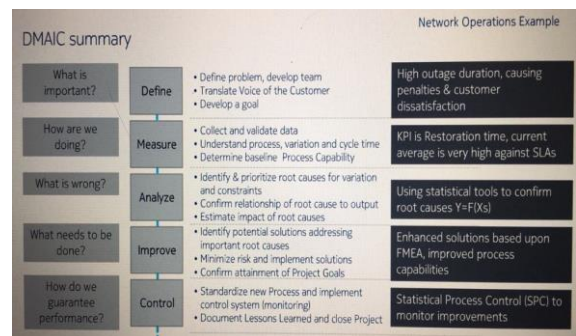 Network Operations Example
DMAIC summary
What is
important?
Define
• Define problem, develop team
• Translate Voice of the Customer
• Develop a goal
High outage duration, causing
penalties & customer
dissatisfaction
How are we
doing?
Measure
• Collect and validate data
• Understand process, variation and cycle time
• Determine baseline Process Capability
KPI is Restoration time, current
average is very high against SLAs
What is wrong?
Analyze
• Identify & prioritize root causes for variation
and constraints
• Confirm relationship of root cause to output
• Estimate impact of root causes
Using statistical tools to confirm
root causes Y=F(Xs)
What needs to be
done?
Improve
• Identify potential solutions addressing
important root causes
• Minimize risk and implement solutions
• Confirm attainment of Project Goals
Enhanced solutions based upon
FMEA, improved process
capabilities
How do we
guarantee
performance?
Control
• Standardize new Process and implement
control system (monitoring)
• Document Lessons Learned and close Project
Statistical Process Control (SPC) to
monitor improvements